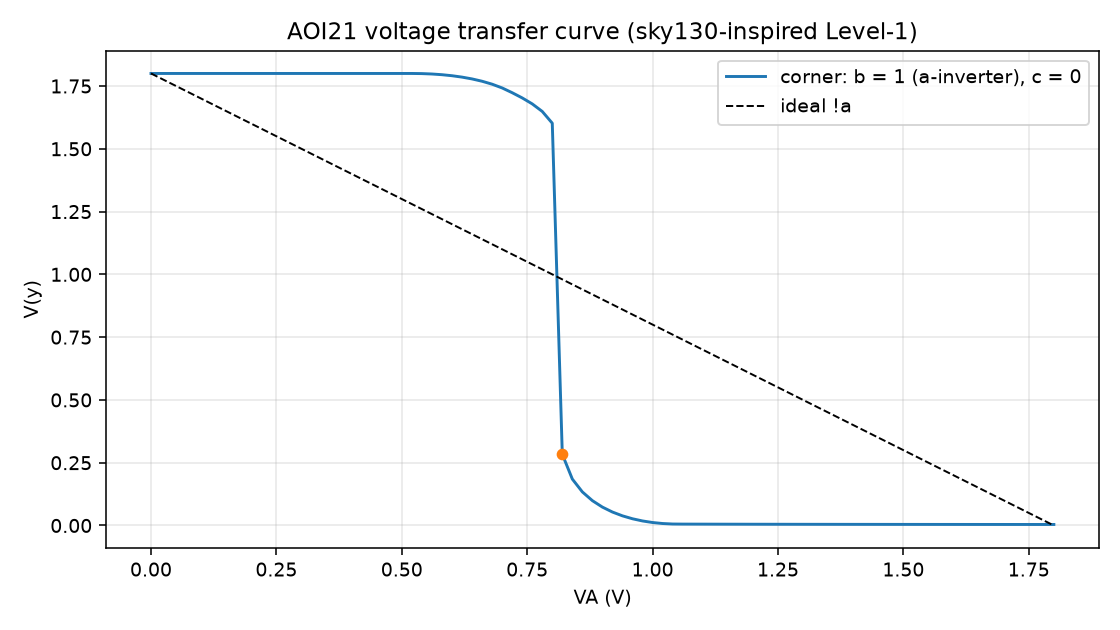 AOI21 voltage transfer curve (sky130-inspired Level-1)
corner: b = 1 (a-inverter), c = 0
ideal !a
V(y)
1.75
1.50
1.25
1.00
0.75
0.50
0.25
0.00
0.00 0.25 0.50 0.75 1.00 1.25 1.50 1.75
VA (V)